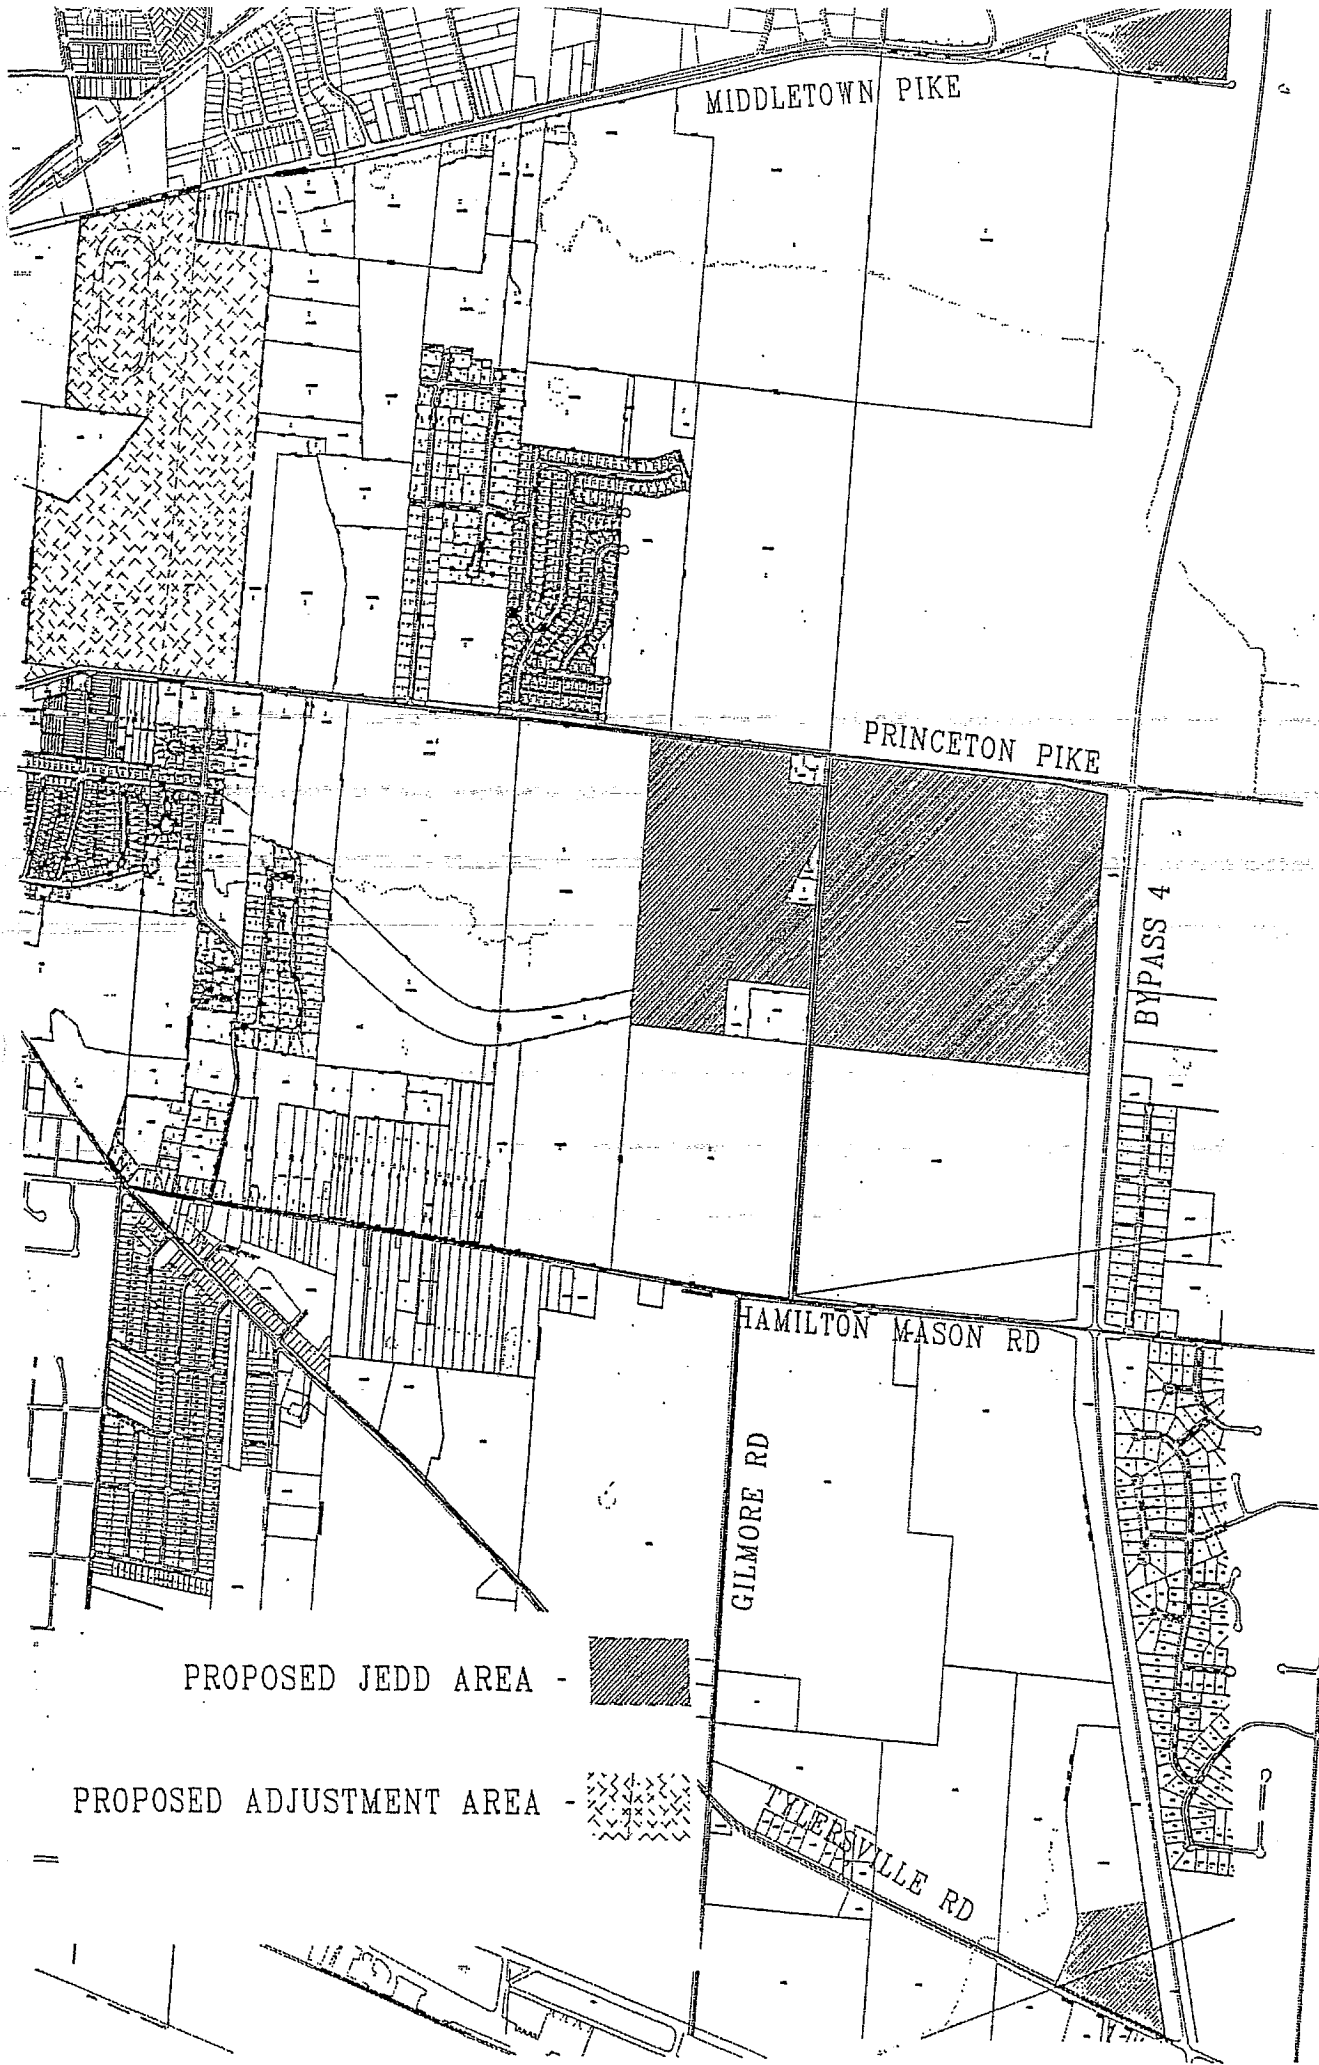 MIDDLETOWN PIKE
PRINCETON PIKE
BYPASS 4
HAMILTON MASON RD
GILMORE RD
PROPOSED JEDD AREA -
PROPOSED ADJUSTMENT AREA -
TYLERSVILLE RD